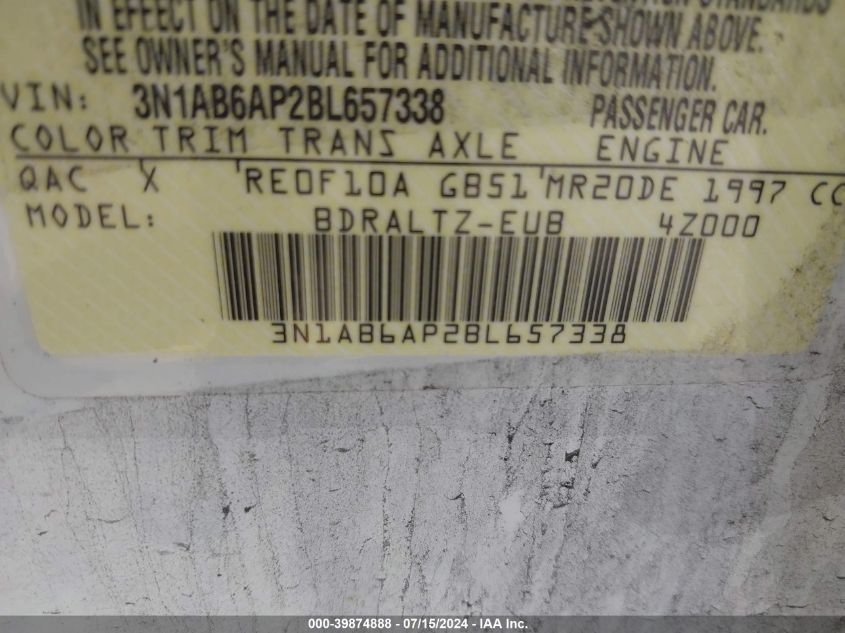 IN EFFECT ON THE DATE OF MANUFACTURE SHOWN ABOVE.
SEE OWNER'S MANUAL FOR ADDITIONAL INFORMATION.
VIN: 3N1AB6AP2BL657338 PASSENGER CAR.
COLOR TRIM TRANS AXLE ENGINE
QAC X RE0F10A GB51 MR20DE 1997 CC
MODEL: BDRALTZ-EUB 4Z000
3N1AB6AP2BL657338
000-39874888 - 07/15/2024 - IAA Inc.